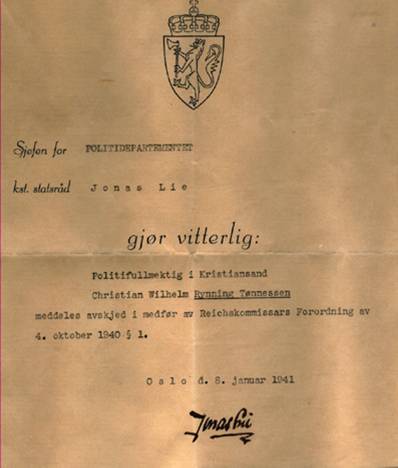 Sjefen for POLITIDEPARTEMENTET
kst. statsråd Jonas Lie
gjør vitterlig:
Politifullmektig i Kristiansand
Christian Wilhelm Rynning Tønnessen
meddeles avskjed i medfør av Reichskommissars Forordning av
4. oktober 1940 § 1.
Oslo d. 8. januar 1941
Jonas Lie